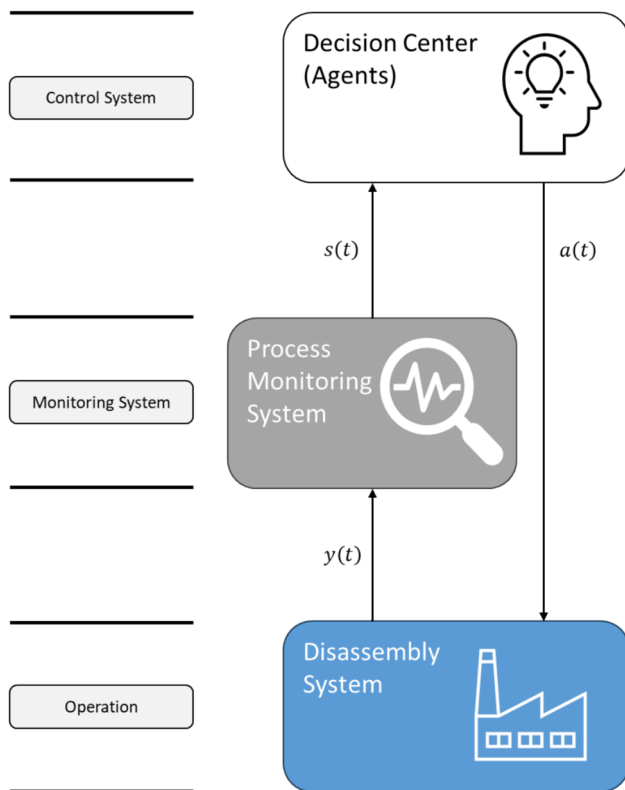 Decision Center
(Agents)
Control System
s(t)
a(t)
Process
Monitoring
System
Monitoring System
y(t)
Disassembly
System
Operation